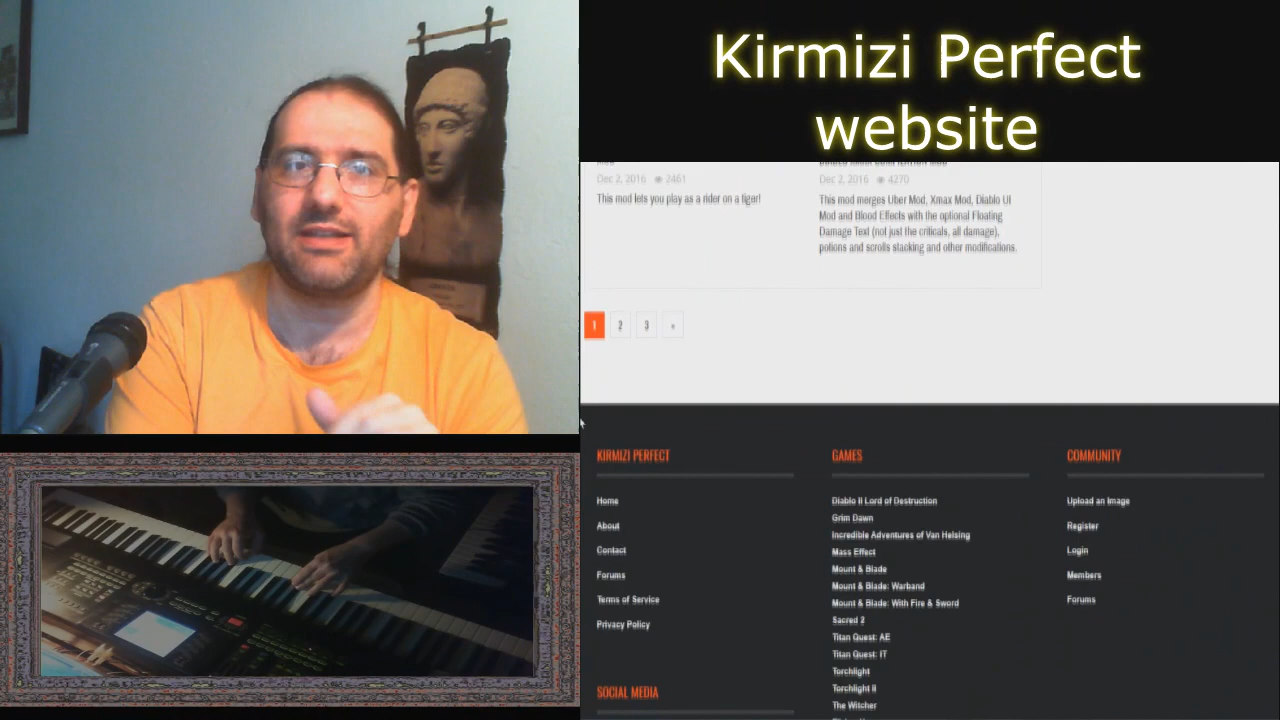 Kirmizi Perfect
website
Dec 2, 2016 2461
This mod lets you play as a rider on a tiger!
Dec 2, 2016 4270
This mod merges Uber Mod, Xmax Mod, Diablo UI
Mod and Blood Effects with the optional Floating
Damage Text (not just the criticals, all damage),
potions and scrolls stacking and other modifications.
1 2 3 »
KIRMIZI PERFECT
Home
About
Contact
Forums
Terms of Service
Privacy Policy
SOCIAL MEDIA
GAMES
Diablo II Lord of Destruction
Grim Dawn
Incredible Adventures of Van Helsing
Mass Effect
Mount & Blade
Mount & Blade: Warband
Mount & Blade: With Fire & Sword
Sacred 2
Titan Quest: AE
Titan Quest: IT
Torchlight
Torchlight II
The Witcher
COMMUNITY
Upload an Image
Register
Login
Members
Forums